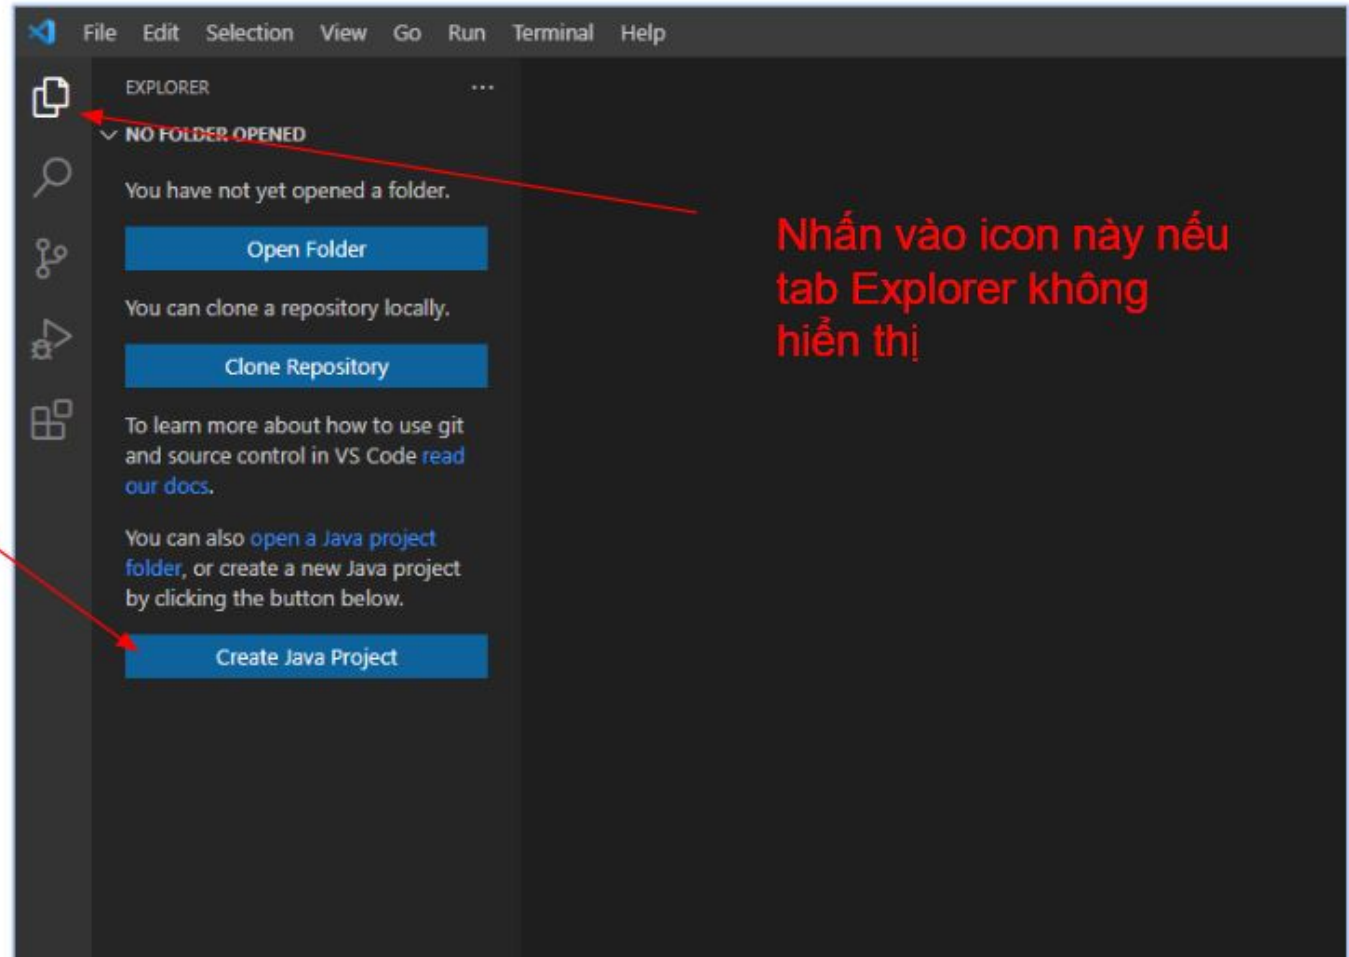 File Edit Selection View Go Run Terminal Help
EXPLORER
NO FOLDER OPENED
You have not yet opened a folder.
Open Folder
You can clone a repository locally.
Clone Repository
To learn more about how to use git
and source control in VS Code read
our docs.
You can also open a Java project
folder, or create a new Java project
by clicking the button below.
Create Java Project
Nhấn vào icon này nếu
tab Explorer không
hiển thị